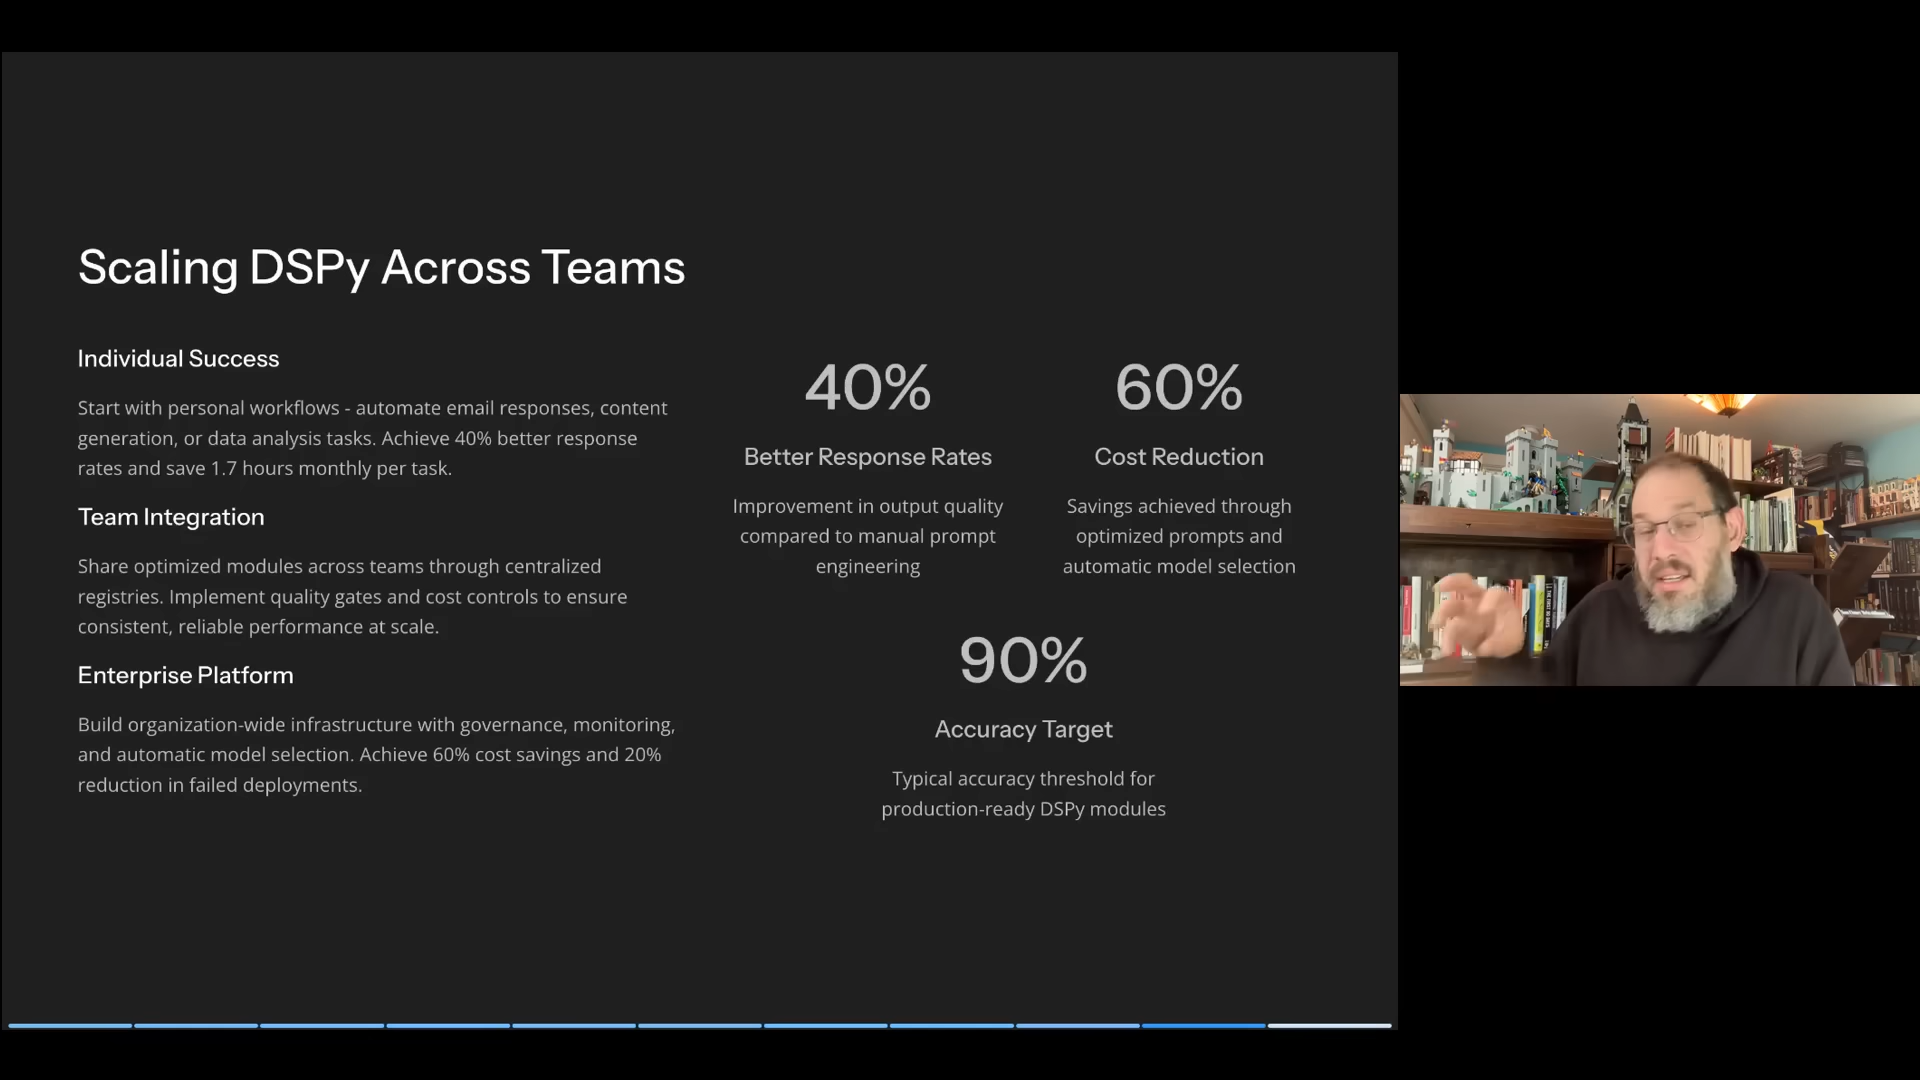 Scaling DSPy Across Teams
Individual Success
Start with personal workflows - automate email responses, content
generation, or data analysis tasks. Achieve 40% better response
rates and save 1.7 hours monthly per task.
Team Integration
Share optimized modules across teams through centralized
registries. Implement quality gates and cost controls to ensure
consistent, reliable performance at scale.
Enterprise Platform
Build organization-wide infrastructure with governance, monitoring,
and automatic model selection. Achieve 60% cost savings and 20%
reduction in failed deployments.
40%
Better Response Rates
Improvement in output quality
compared to manual prompt
engineering
60%
Cost Reduction
Savings achieved through
optimized prompts and
automatic model selection
90%
Accuracy Target
Typical accuracy threshold for
production-ready DSPy modules